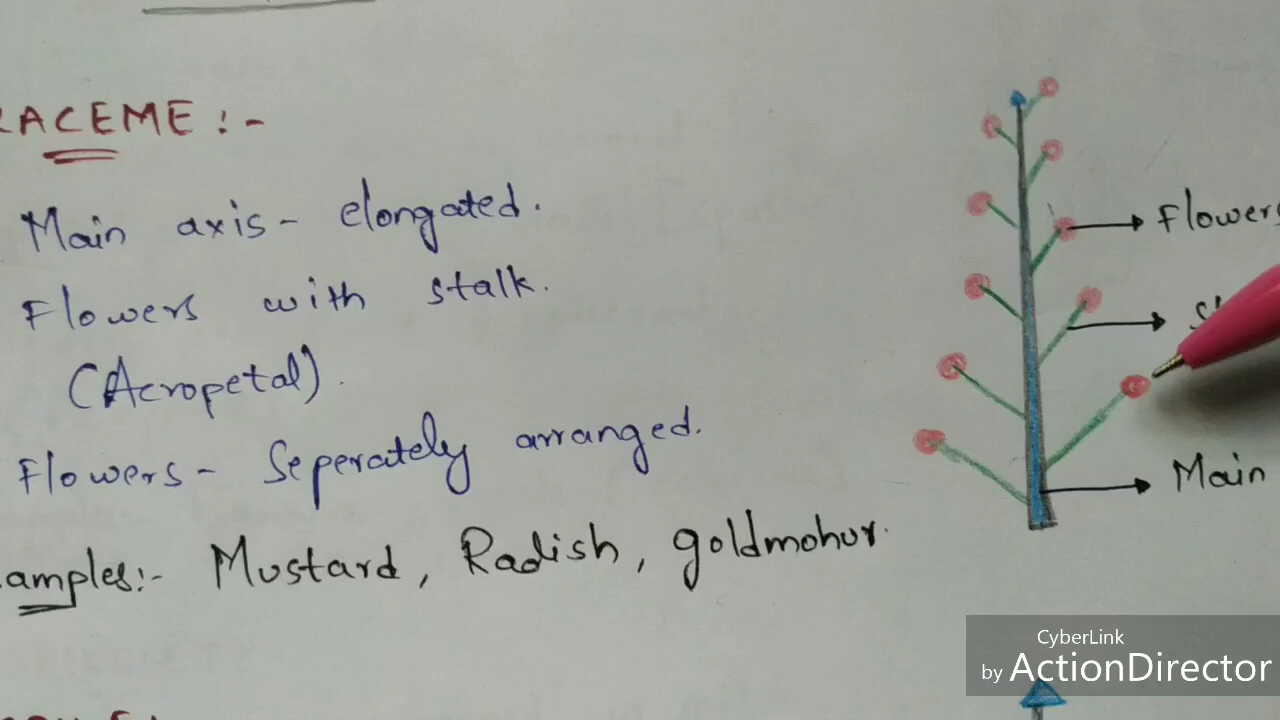 RACEME :-
Main axis - elongated.
Flowers with stalk.
(Acropetal).
Flowers - Seperately arranged.
amples:- Mustard, Radish, goldmohur.
Flowers
Main
CyberLink
by ActionDirector